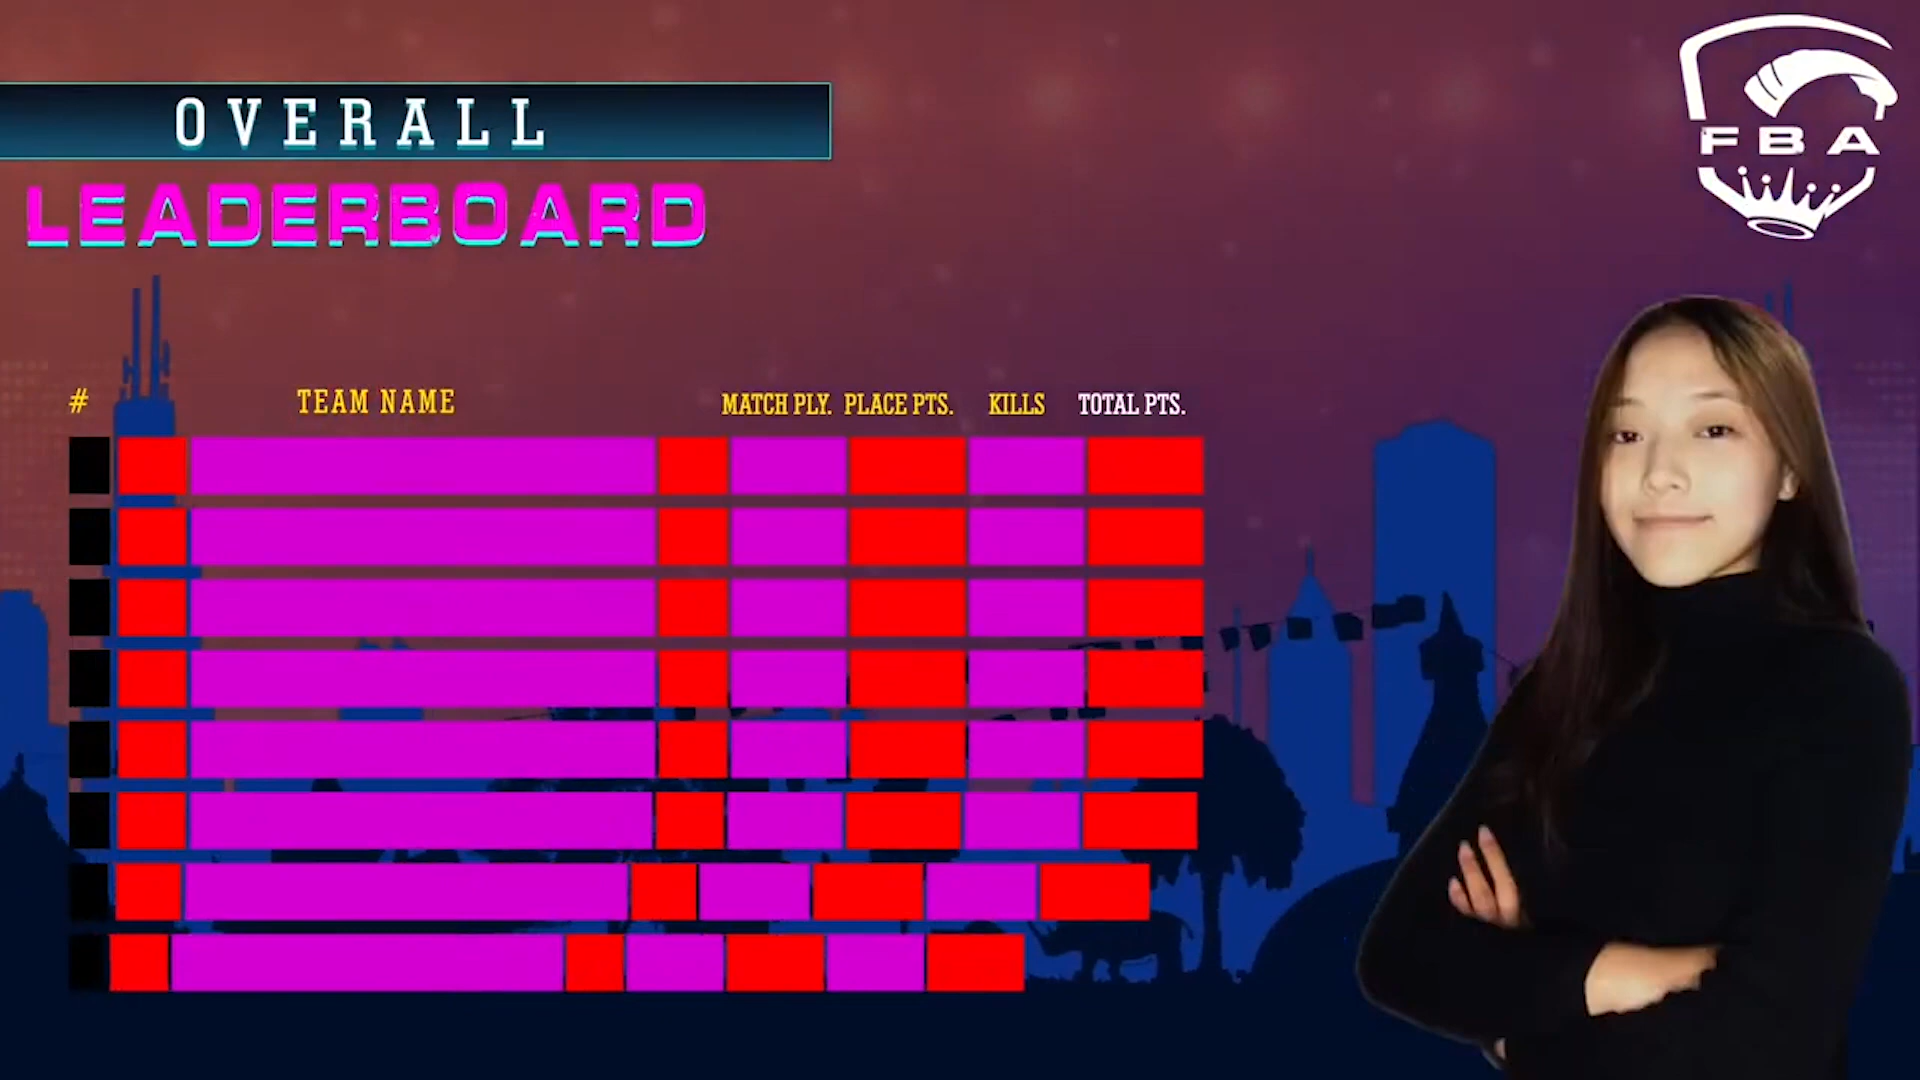 OVERALL
LEADERBOARD
FBA
# TEAM NAME MATCH PLY. PLACE PTS. KILLS TOTAL PTS.